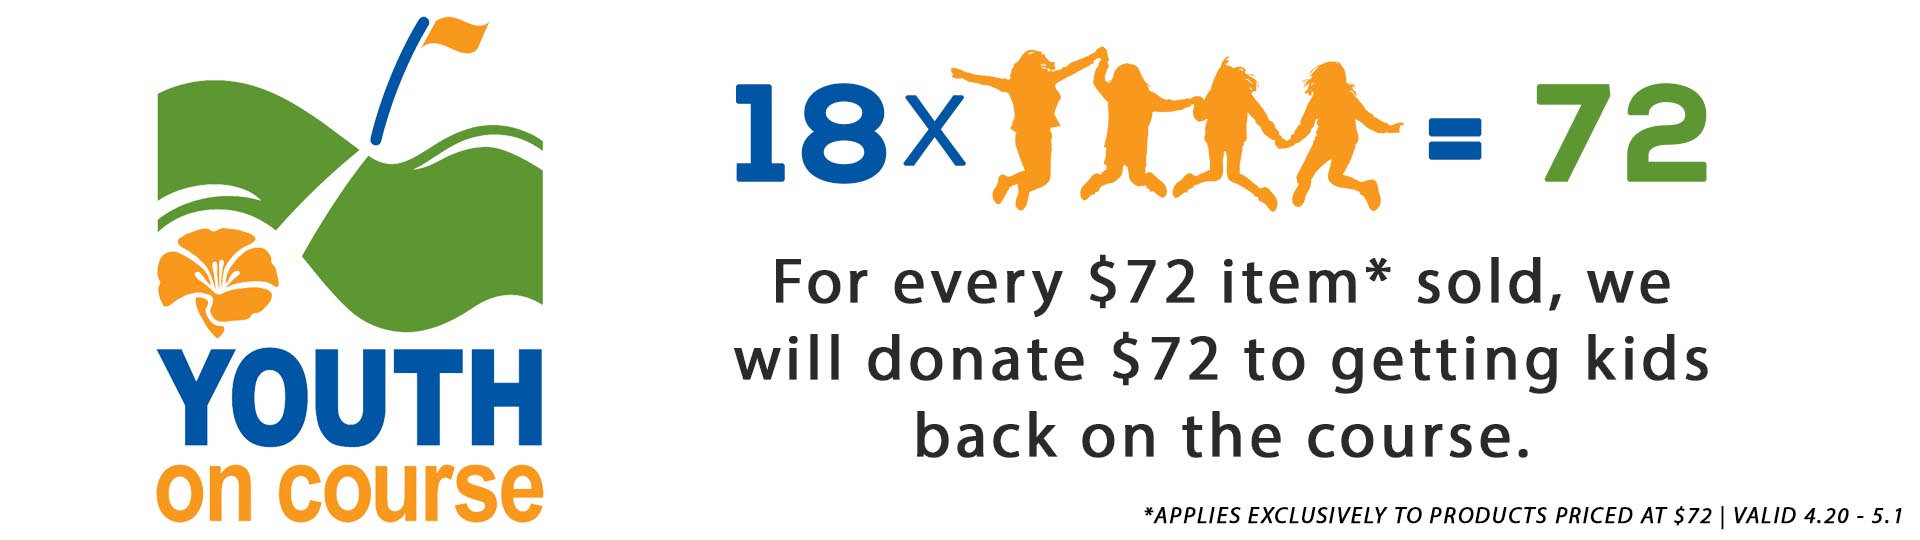 YOUTH
on course
18 x = 72
For every $72 item* sold, we
will donate $72 to getting kids
back on the course.
*APPLIES EXCLUSIVELY TO PRODUCTS PRICED AT $72 | VALID 4.20 - 5.1